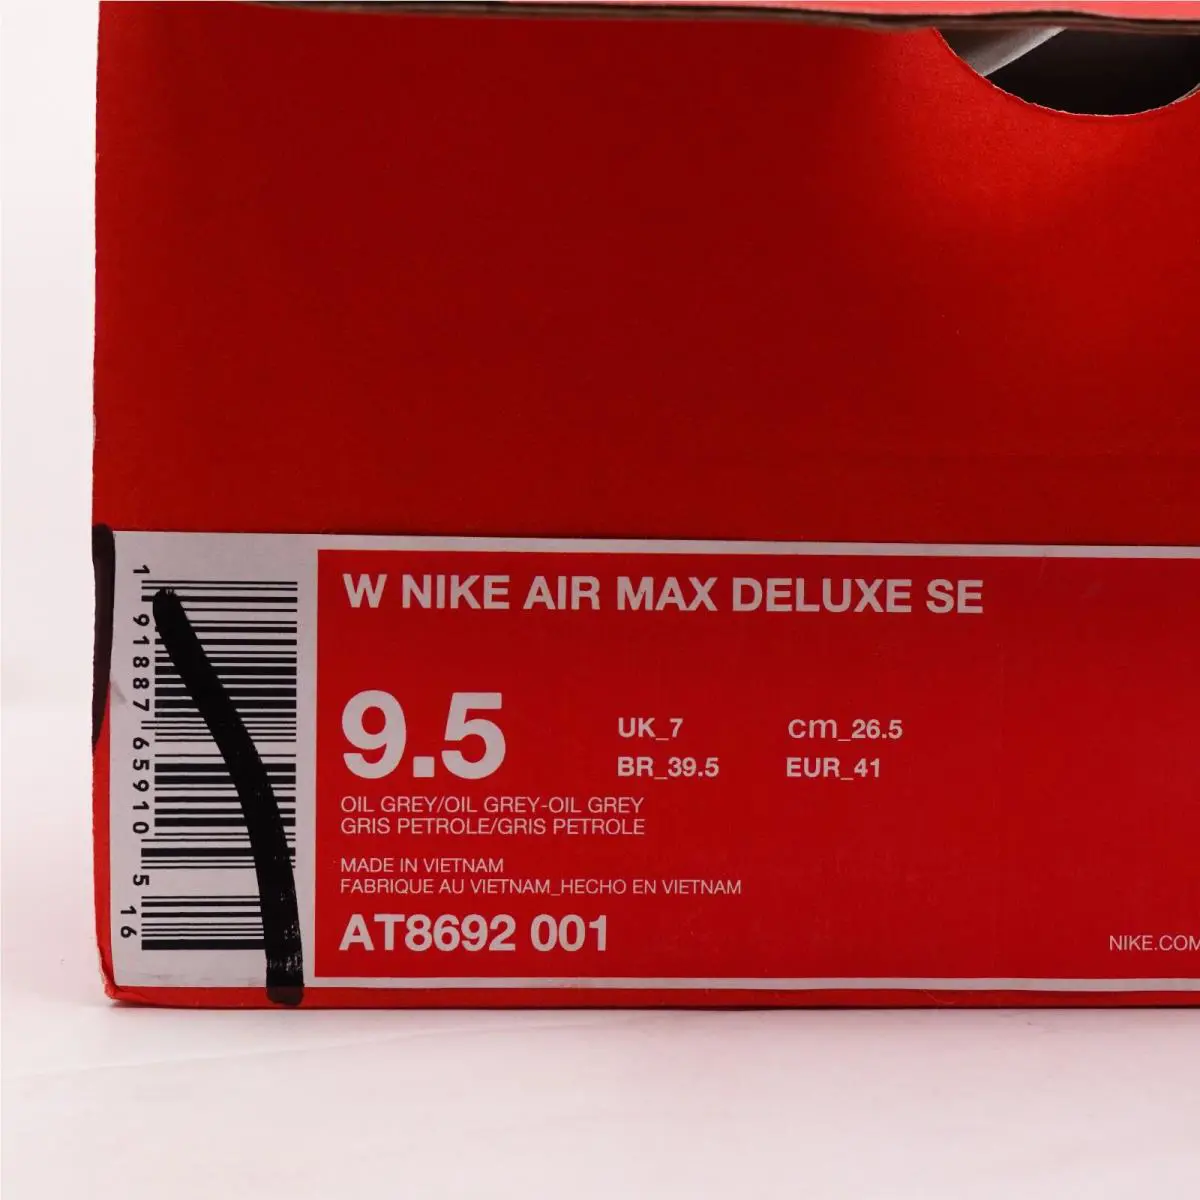 W NIKE AIR MAX DELUXE SE
9.5
UK_7 cm_26.5
BR_39.5 EUR_41
OIL GREY/OIL GREY-OIL GREY
GRIS PETROLE/GRIS PETROLE
MADE IN VIETNAM
FABRIQUE AU VIETNAM_HECHO EN VIETNAM
AT8692 001
NIKE.COM
1 91887 65910 5
16